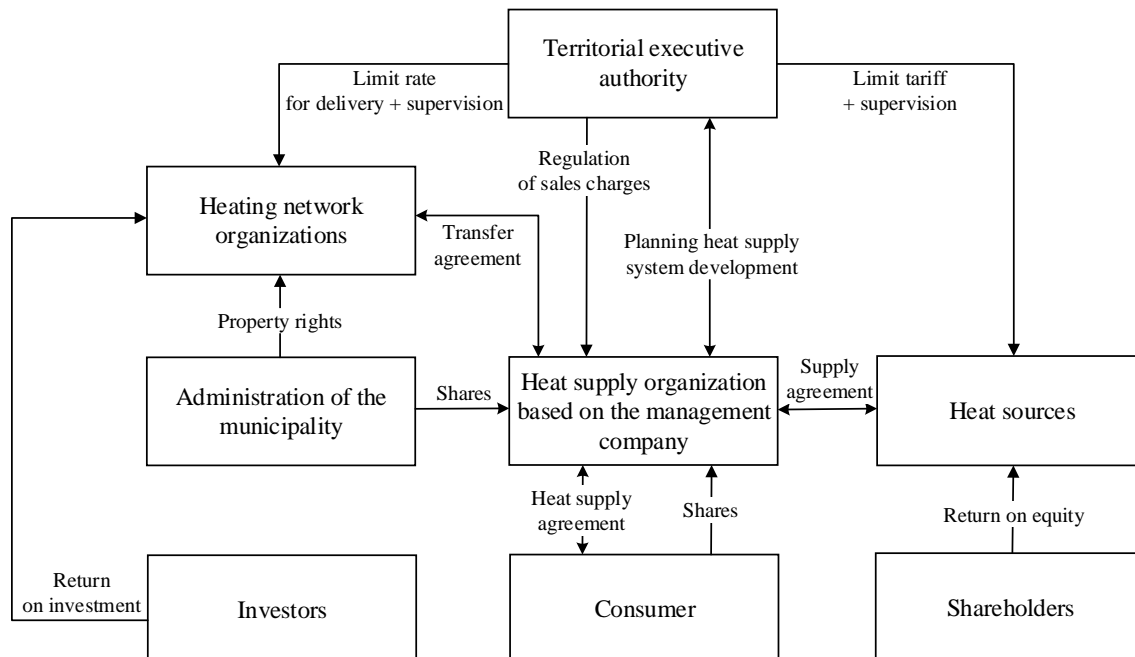 Territorial executive
authority
Limit rate
for delivery + supervision
Limit tariff
+ supervision
Regulation
of sales charges
Heating network
organizations
Transfer
agreement
Planning heat supply
system development
Property rights
Administration of the
municipality
Shares
Heat supply organization
based on the management
company
Supply
agreement
Heat sources
Heat supply
agreement
Shares
Return on equity
Return
on investment
Investors
Consumer
Shareholders